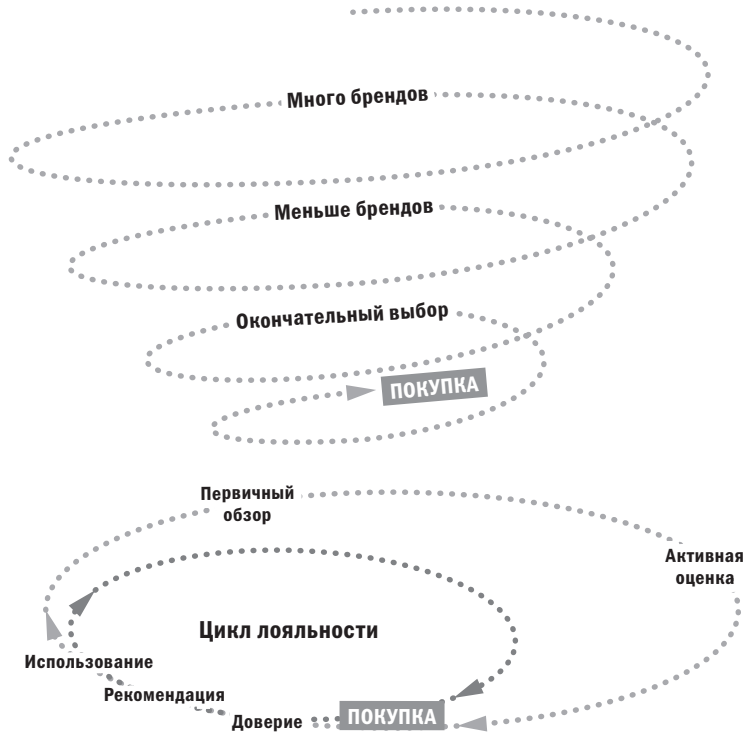 Много брендов
Меньше брендов
Окончательный выбор
ПОКУПКА
Первичный
обзор
Активная
оценка
Цикл лояльности
Использование
Рекомендация
Доверие
ПОКУПКА